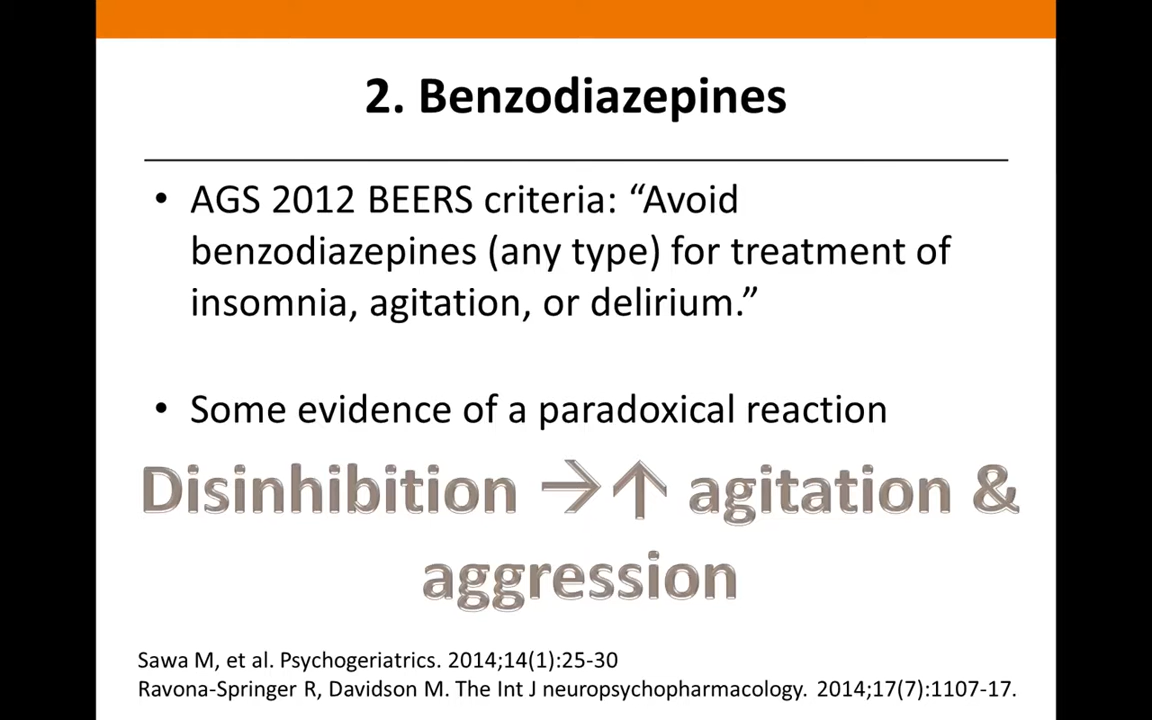 2. Benzodiazepines
• AGS 2012 BEERS criteria: “Avoid
benzodiazepines (any type) for treatment of
insomnia, agitation, or delirium.”
• Some evidence of a paradoxical reaction
Disinhibition →↑ agitation &
aggression
Sawa M, et al. Psychogeriatrics. 2014;14(1):25-30
Ravona-Springer R, Davidson M. The Int J neuropsychopharmacology. 2014;17(7):1107-17.